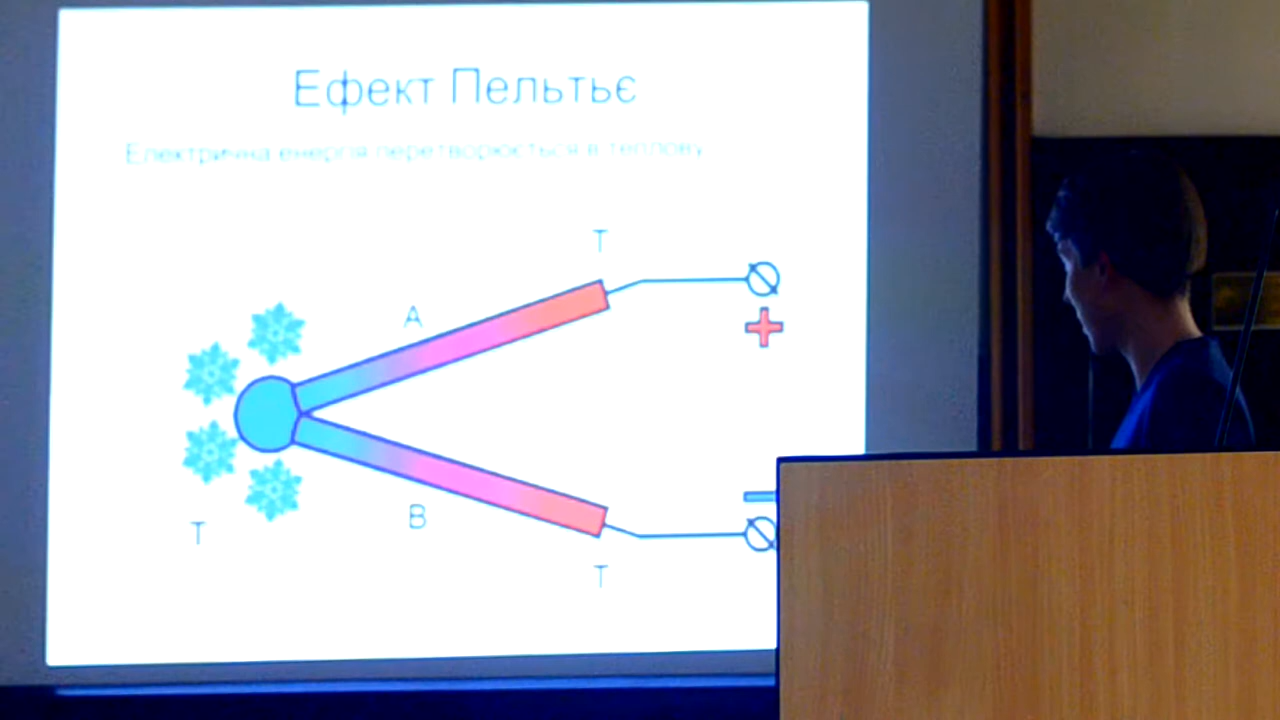 Ефект Пельтьє
Електрична енергія перетворюється в теплову
T
A
B
T
T